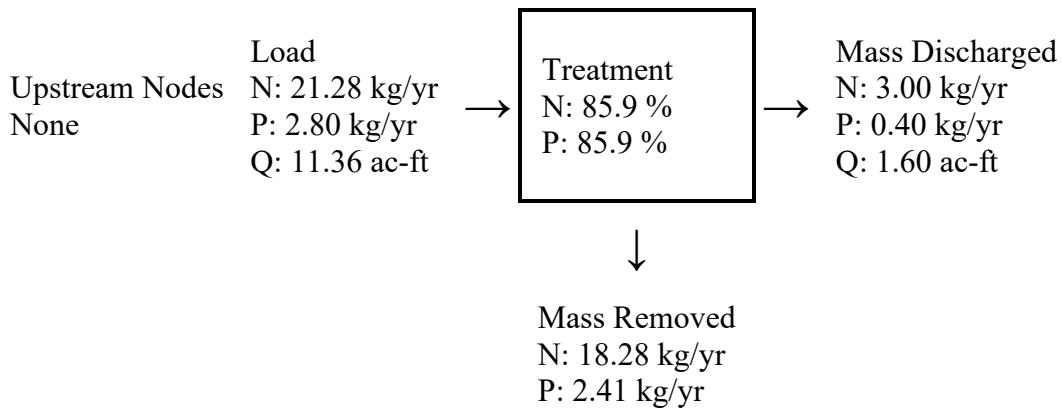 Upstream Nodes
None
Load
N: 21.28 kg/yr
P: 2.80 kg/yr
Q: 11.36 ac-ft
→
Treatment
N: 85.9 %
P: 85.9 %
→
Mass Discharged
N: 3.00 kg/yr
P: 0.40 kg/yr
Q: 1.60 ac-ft
↓
Mass Removed
N: 18.28 kg/yr
P: 2.41 kg/yr